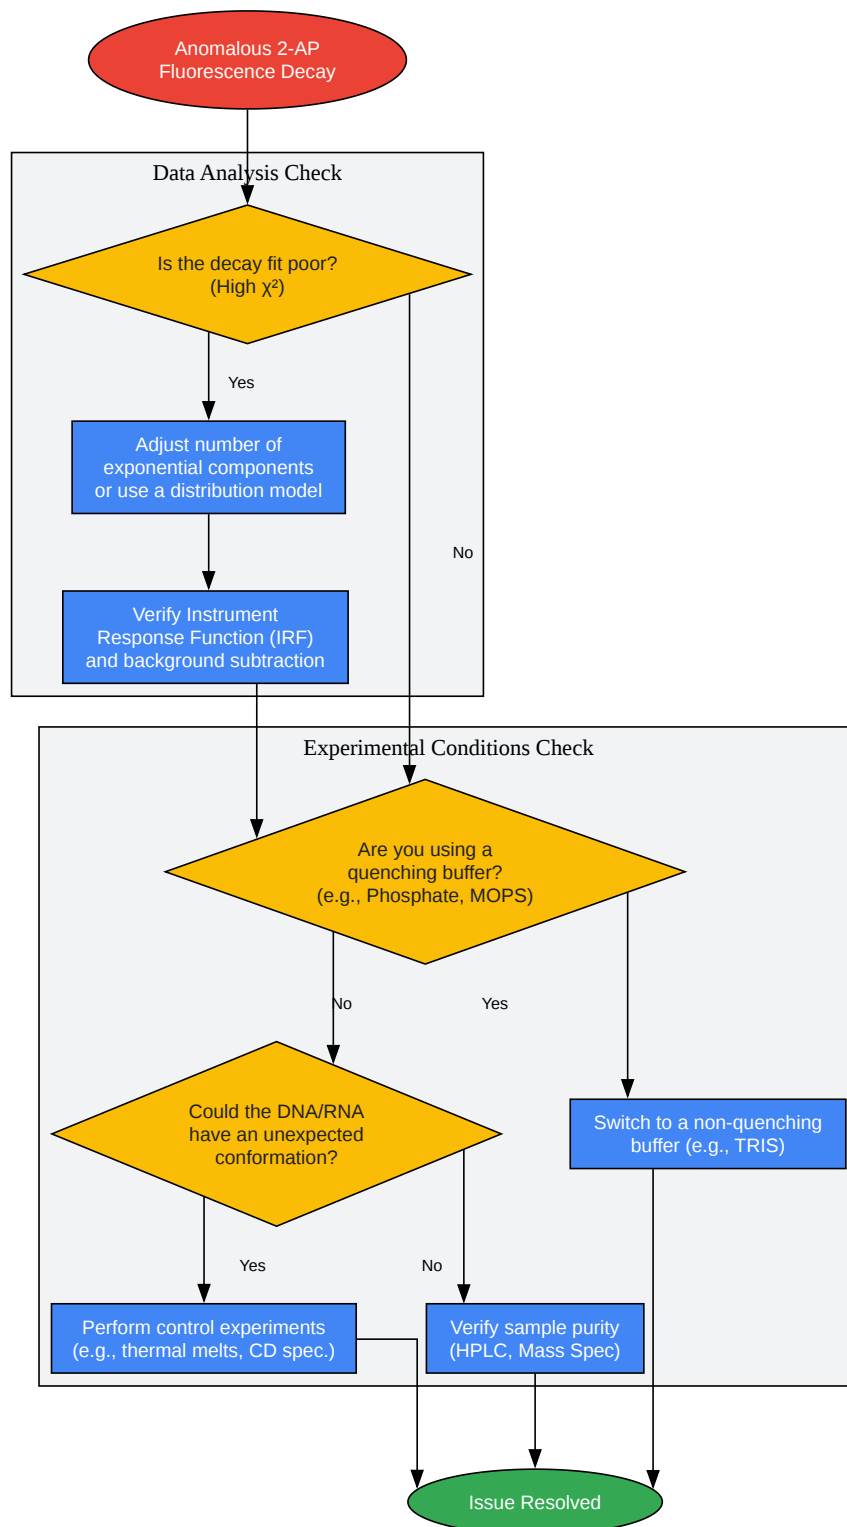 Anomalous 2-AP
Fluorescence Decay
Data Analysis Check
Is the decay fit poor?
(High χ²)
Yes
Adjust number of
exponential components
or use a distribution model
No
Verify Instrument
Response Function (IRF)
and background subtraction
Experimental Conditions Check
Are you using a
quenching buffer?
(e.g., Phosphate, MOPS)
No
Yes
Could the DNA/RNA
have an unexpected
conformation?
Switch to a non-quenching
buffer (e.g., TRIS)
Yes
No
Perform control experiments
(e.g., thermal melts, CD spec.)
Verify sample purity
(HPLC, Mass Spec)
Issue Resolved